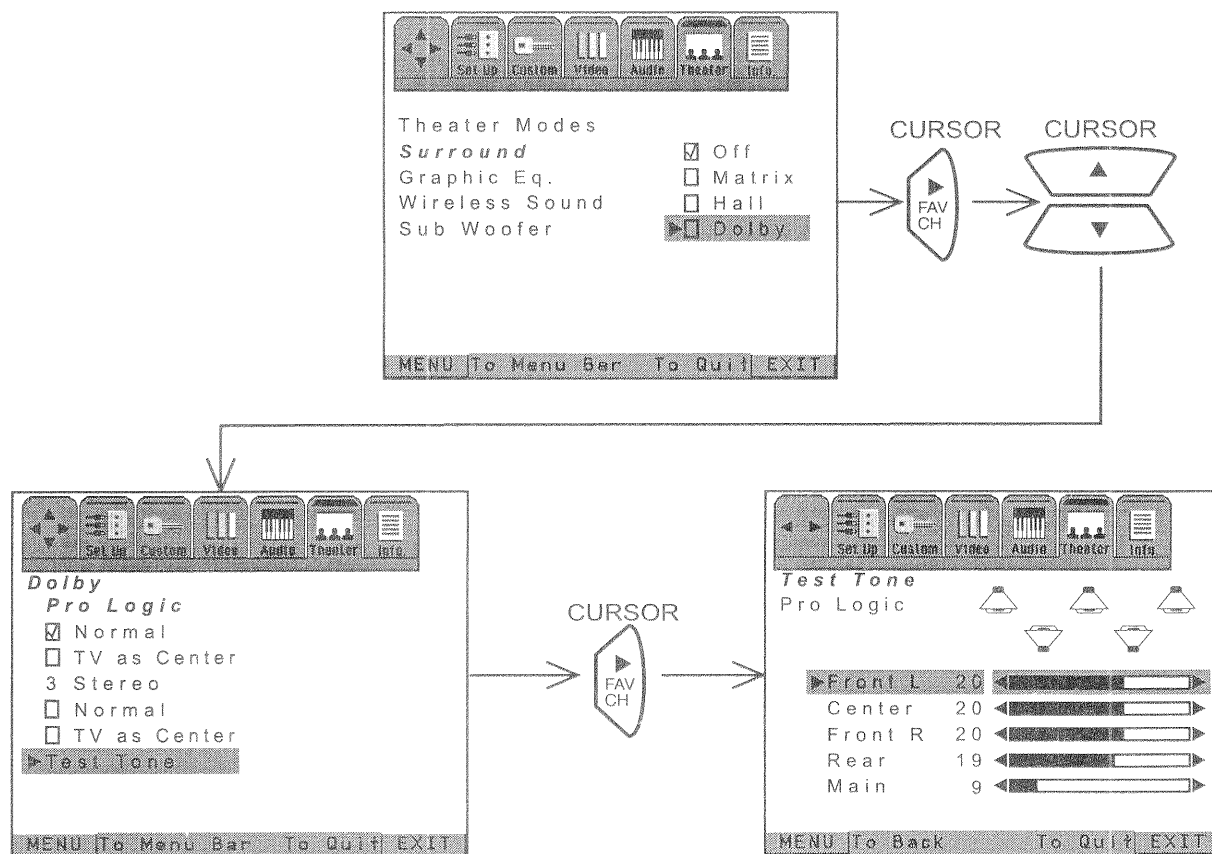 Set Up Custom Video Audio Theater Info.
Theater Modes
Surround ☑ Off
Graphic Eq. ☐ Matrix
Wireless Sound ☐ Hall
Sub Woofer ▶☐ Dolby
MENU To Menu Bar To Quit EXIT
CURSOR
▶
FAV
CH
CURSOR
▲
▼
Set Up Custom Video Audio Theater Info.
Dolby
Pro Logic
☑ Normal
☐ TV as Center
3 Stereo
☐ Normal
☐ TV as Center
▶Test Tone
MENU To Menu Bar To Quit EXIT
CURSOR
▶
FAV
CH
Set Up Custom Video Audio Theater Info
Test Tone
Pro Logic
▶Front L 20
Center 20
Front R 20
Rear 19
Main 9
MENU To Back To Quit EXIT